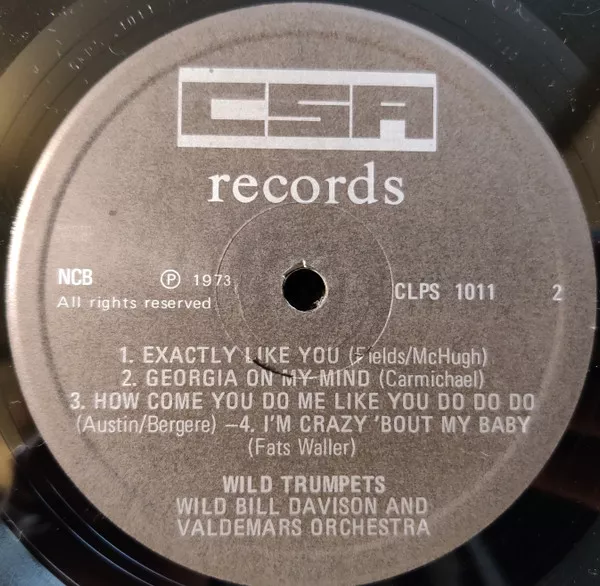 CSA
records
NCB ℗ 1973 CLPS 1011 2
All rights reserved
1. EXACTLY LIKE YOU (Fields/McHugh)
2. GEORGIA ON MY MIND (Carmichael)
3. HOW COME YOU DO ME LIKE YOU DO DO DO
(Austin/Bergere) –4. I'M CRAZY 'BOUT MY BABY
(Fats Waller)
WILD TRUMPETS
WILD BILL DAVISON AND
VALDEMARS ORCHESTRA